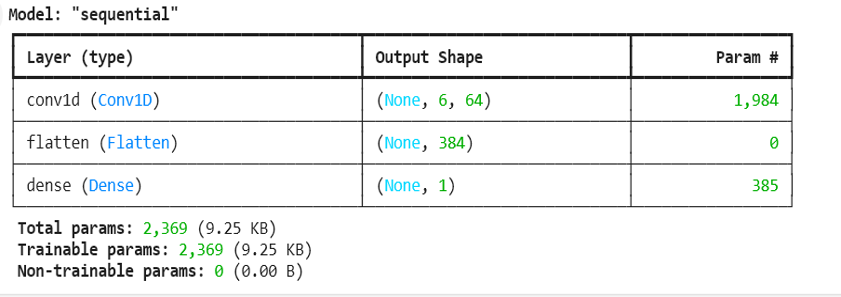 Model: "sequential"
Layer (type) Output Shape Param #
conv1d (Conv1D) (None, 6, 64) 1,984
flatten (Flatten) (None, 384) 0
dense (Dense) (None, 1) 385
Total params: 2,369 (9.25 KB)
Trainable params: 2,369 (9.25 KB)
Non-trainable params: 0 (0.00 B)